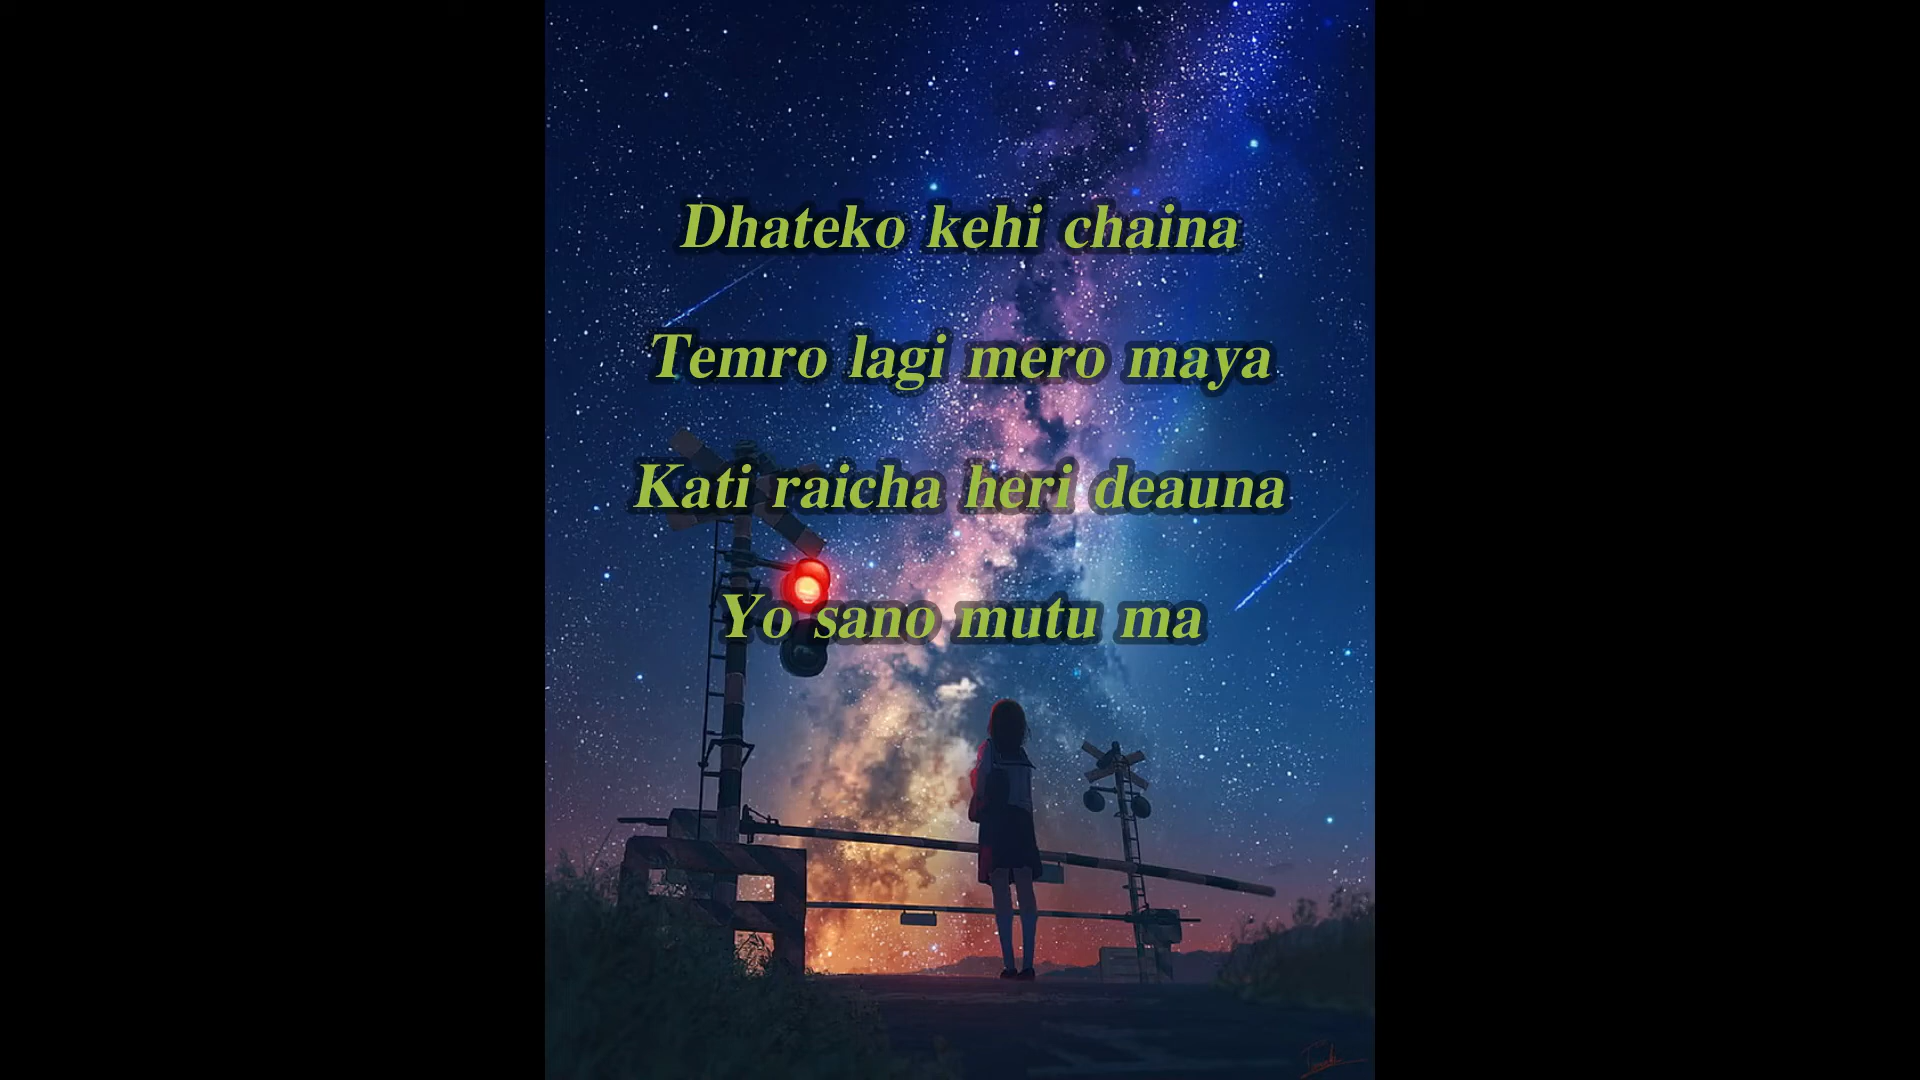 Dhateko kehi chaina
Temro lagi mero maya
Kati raicha heri deauna
Yo sano mutu ma